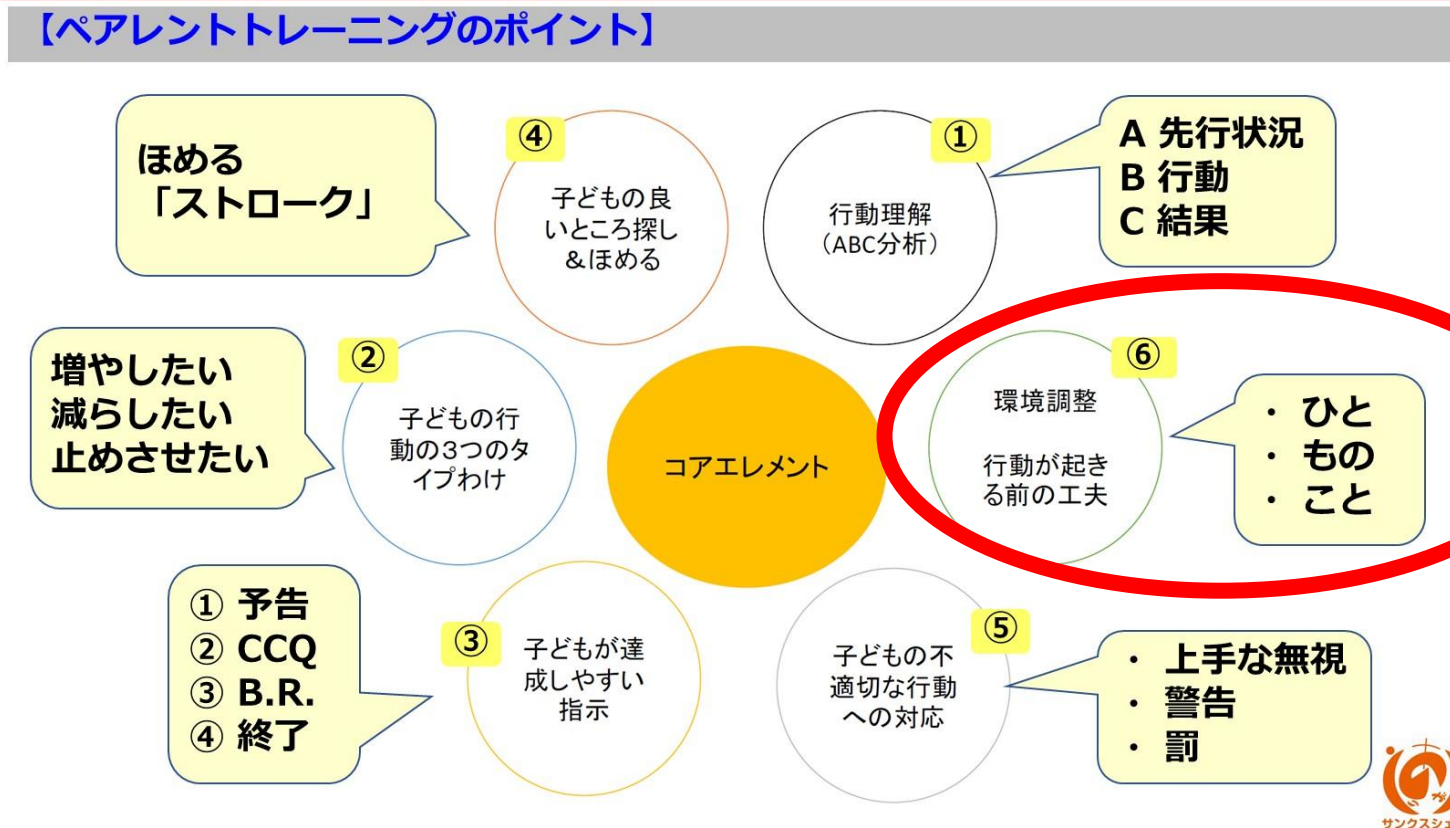 【ペアレントトレーニングのポイント】
ほめる
「ストローク」
④
子どもの良
いところ探し
＆ほめる
①
行動理解
（ABC分析）
A 先行状況
B 行動
C 結果
増やしたい
減らしたい
止めさせたい
②
子どもの行
動の3つのタ
イプわけ
コアエレメント
⑥
環境調整
行動が起き
る前の工夫
・ ひと
・ もの
・ こと
① 予告
② CCQ
③ B.R.
④ 終了
③
子どもが達
成しやすい
指示
⑤
子どもの不
適切な行動
への対応
・ 上手な無視
・ 警告
・ 罰
サンクスシェ